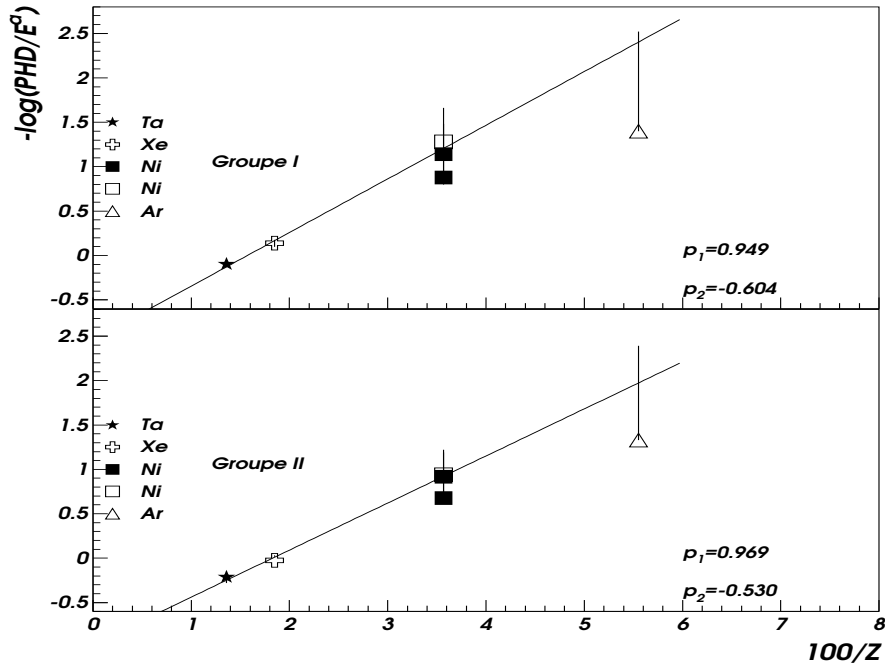 -log(PHD/E^a)
2.5
2
1.5
1
0.5
0
-0.5
Ta
Xe
Ni
Ni
Ar
Groupe I
p₁=0.949
p₂=-0.604
2.5
2
1.5
1
0.5
0
-0.5
Ta
Xe
Ni
Ni
Ar
Groupe II
p₁=0.969
p₂=-0.530
0 1 2 3 4 5 6 7 8
100/Z